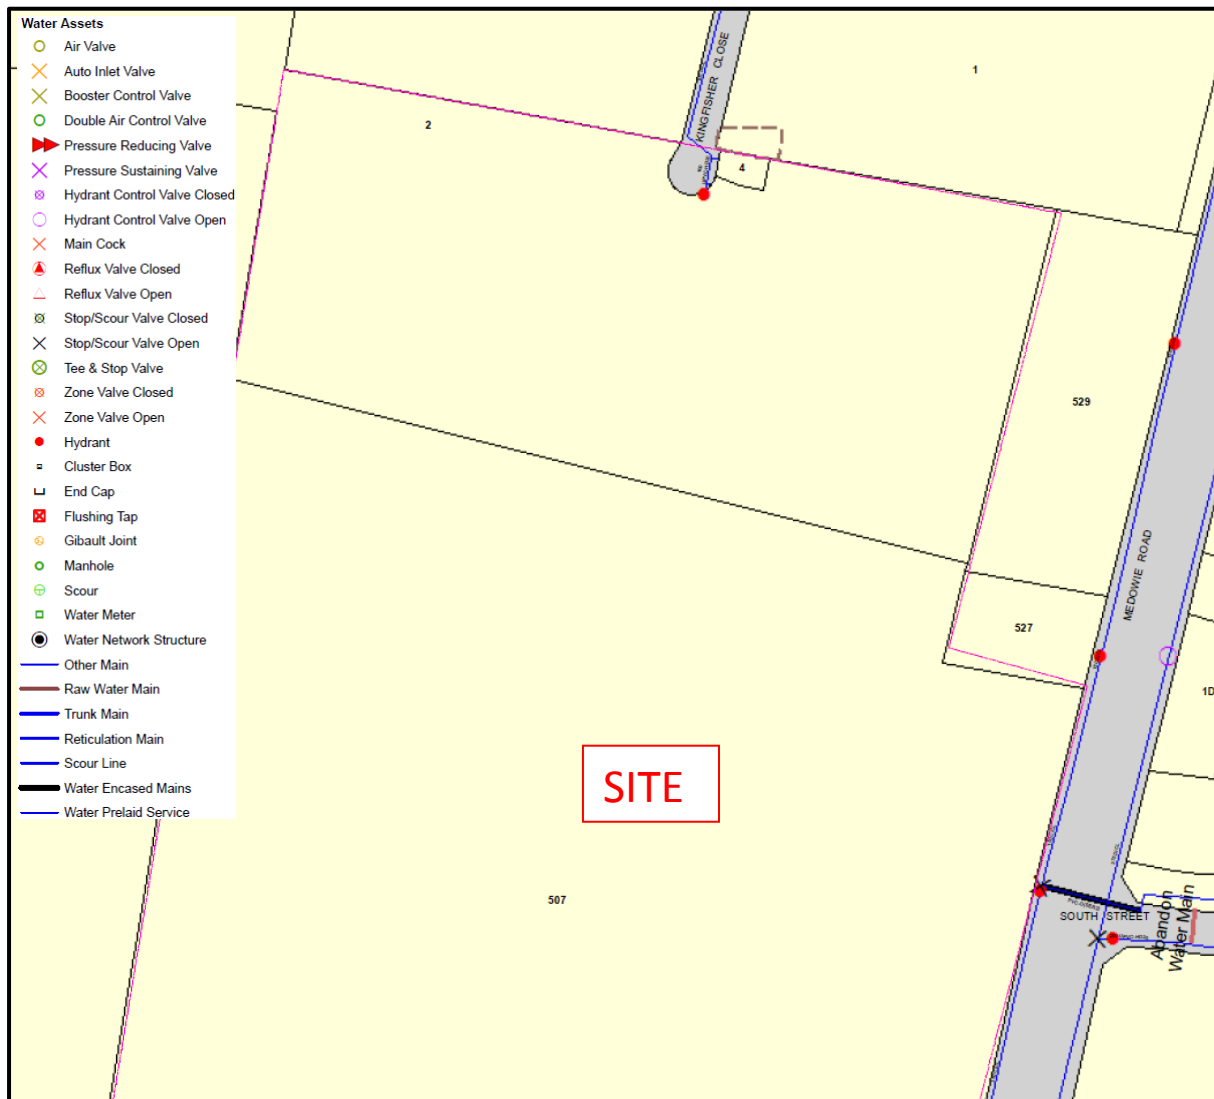 Water Assets
Air Valve
Auto Inlet Valve
Booster Control Valve
Double Air Control Valve
Pressure Reducing Valve
Pressure Sustaining Valve
Hydrant Control Valve Closed
Hydrant Control Valve Open
Main Cock
Reflux Valve Closed
Reflux Valve Open
Stop/Scour Valve Closed
Stop/Scour Valve Open
Tee & Stop Valve
Zone Valve Closed
Zone Valve Open
Hydrant
Cluster Box
End Cap
Flushing Tap
Gibault Joint
Manhole
Scour
Water Meter
Water Network Structure
Other Main
Raw Water Main
Trunk Main
Reticulation Main
Scour Line
Water Encased Mains
Water Prelaid Service
KINGFISHER CLOSE
1
2
4
529
MEDOWIE ROAD
527
1D
SITE
507
SOUTH STREET
Abandon
Water Main